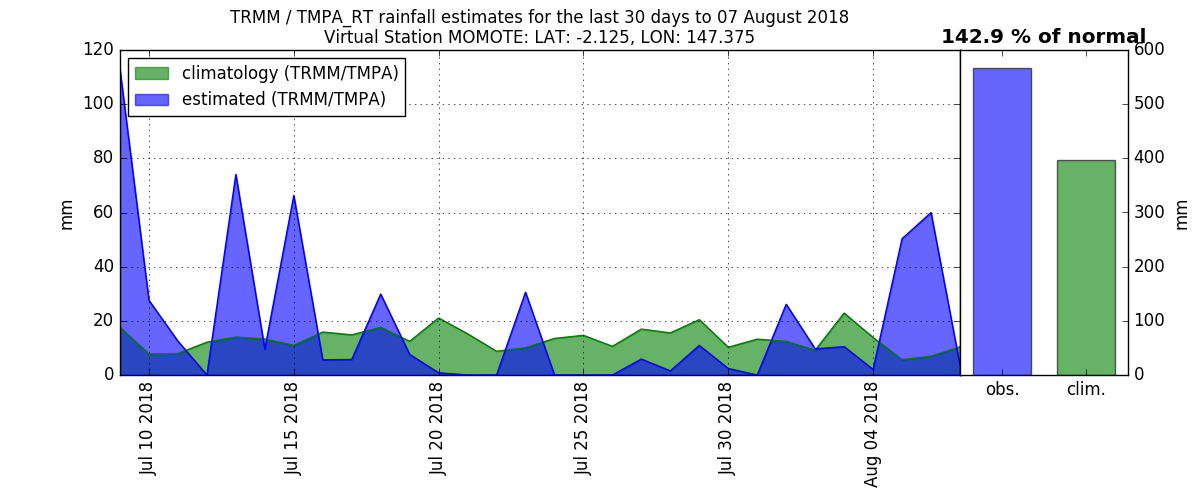 TRMM / TMPA_RT rainfall estimates for the last 30 days to 07 August 2018
Virtual Station MOMOTE: LAT: -2.125, LON: 147.375
142.9 % of normal
climatology (TRMM/TMPA)
estimated (TRMM/TMPA)
120
100
80
60
40
20
0
mm
Jul 10 2018
Jul 15 2018
Jul 20 2018
Jul 25 2018
Jul 30 2018
Aug 04 2018
obs.
clim.
600
500
400
300
200
100
0
mm